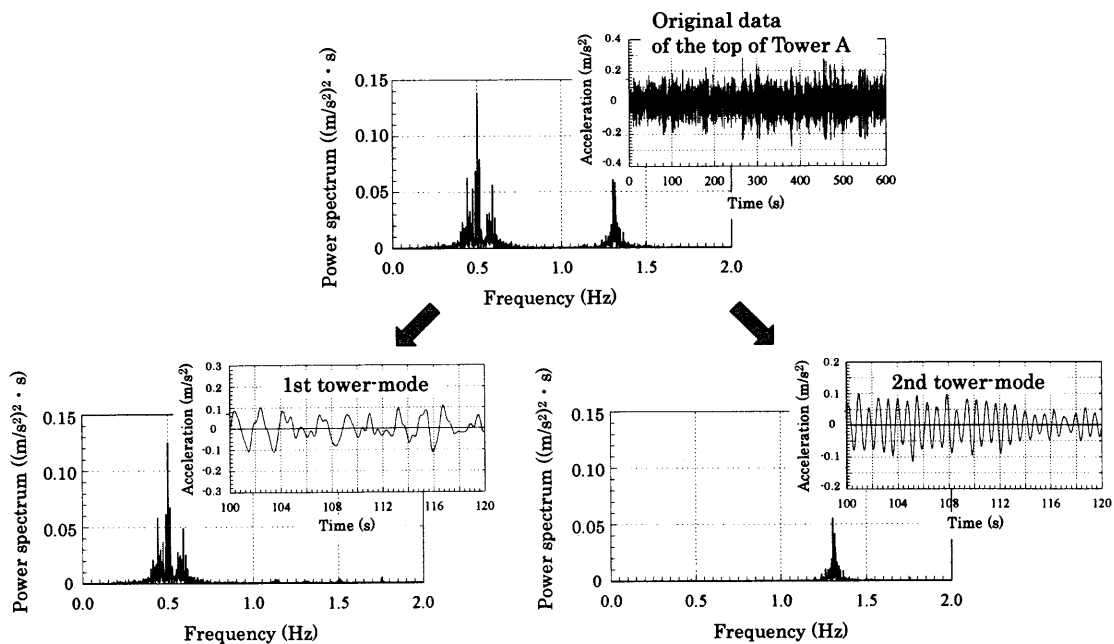 Original data
of the top of Tower A
0.4
0.2
0
-0.2
-0.4
Acceleration (m/s²)
0 100 200 300 400 500 600
Time (s)
0.15
0.10
0.05
0
Power spectrum ((m/s²)²・s)
0.0 0.5 1.0 1.5 2.0
Frequency (Hz)
1st tower-mode
0.3
0.2
0.1
0
-0.1
-0.2
-0.3
Acceleration (m/s²)
100 104 108 112 116 120
Time (s)
0.15
0.10
0.05
0
Power spectrum ((m/s²)²・s)
0.0 0.5 1.0 1.5 2.0
Frequency (Hz)
2nd tower-mode
0.2
0.1
0
-0.1
-0.2
Acceleration (m/s²)
100 104 108 112 116 120
Time (s)
0.15
0.10
0.05
0
Power spectrum ((m/s²)²・s)
0.0 0.5 1.0 1.5 2.0
Frequency (Hz)